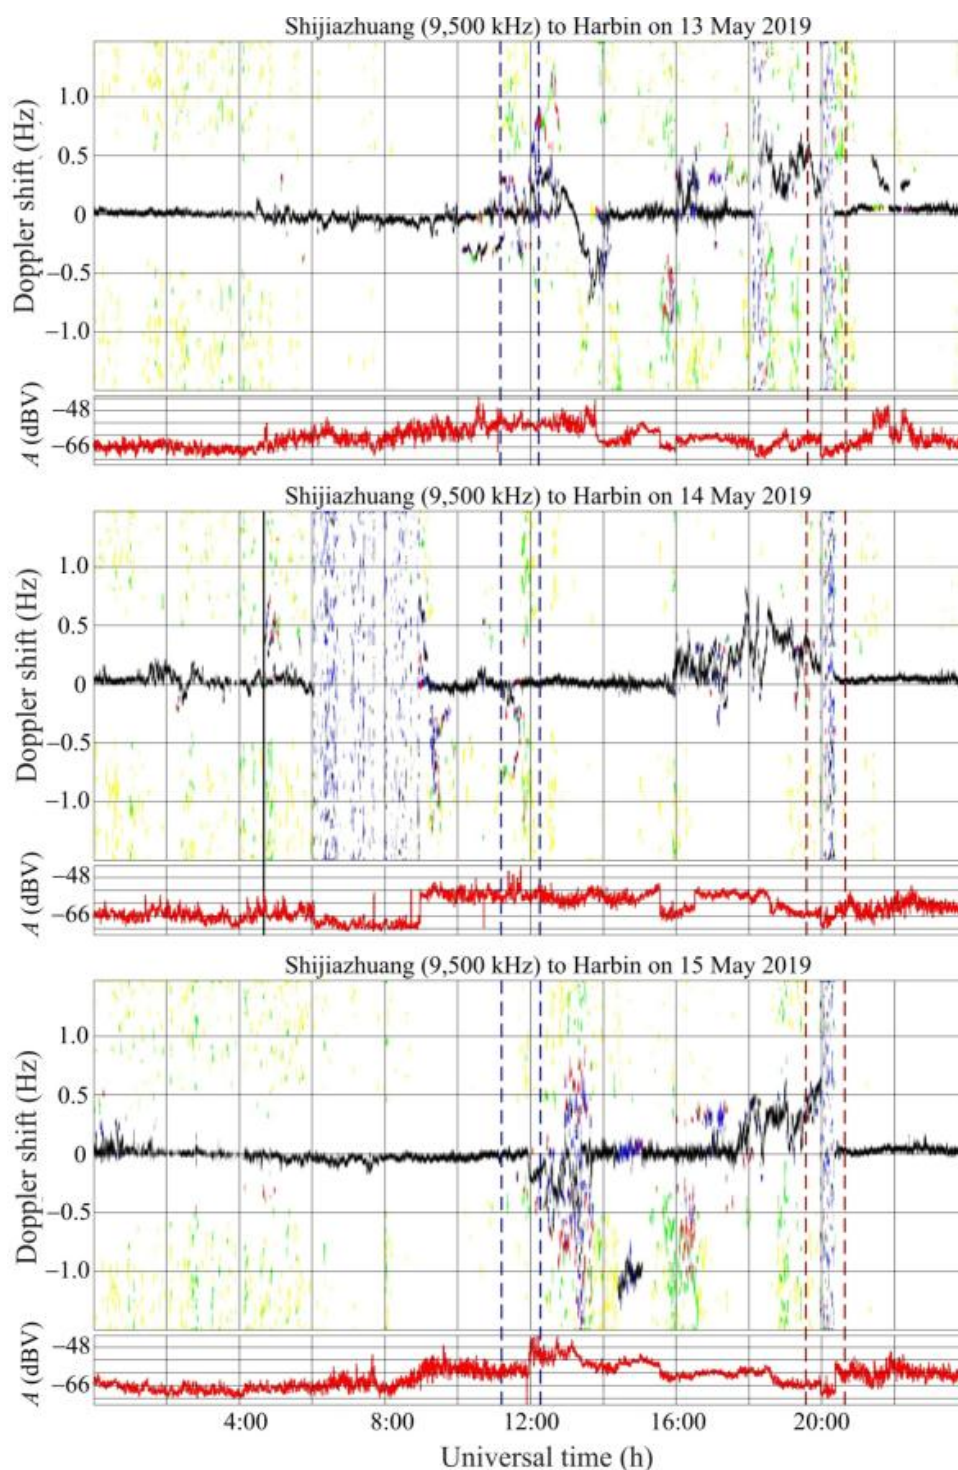 Shijiazhuang (9,500 kHz) to Harbin on 13 May 2019
Doppler shift (Hz)
1.0
0.5
0
−0.5
−1.0
A (dBV)
−48
−66
Shijiazhuang (9,500 kHz) to Harbin on 14 May 2019
Doppler shift (Hz)
1.0
0.5
0
−0.5
−1.0
A (dBV)
−48
−66
Shijiazhuang (9,500 kHz) to Harbin on 15 May 2019
Doppler shift (Hz)
1.0
0.5
0
−0.5
−1.0
A (dBV)
−48
−66
4:00 8:00 12:00 16:00 20:00
Universal time (h)